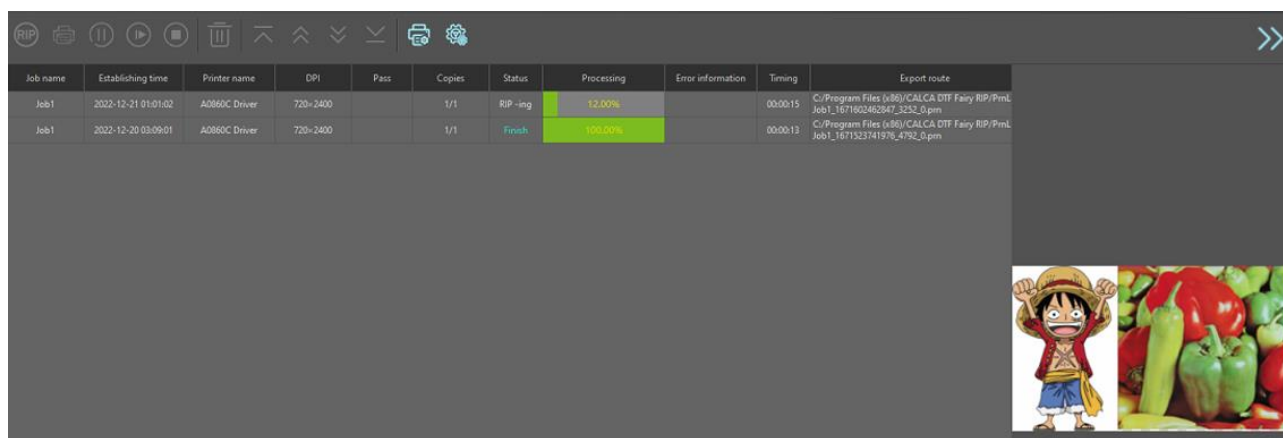 RIP
Job name Establishing time Printer name DPI Pass Copies Status Processing Error information Timing Export route
Job1 2022-12-21 01:01:02 A0860C Driver 720×2400 1/1 RIP -ing 12.00% 00:00:15 C:/Program Files (x86)/CALCA DTF Fairy RIP/PrnL
Job1_1671602462847_3252_0.prn
Job1 2022-12-20 03:09:01 A0860C Driver 720×2400 1/1 Finish 100.00% 00:00:13 C:/Program Files (x86)/CALCA DTF Fairy RIP/PrnL
Job1_1671523741976_4792_0.prn